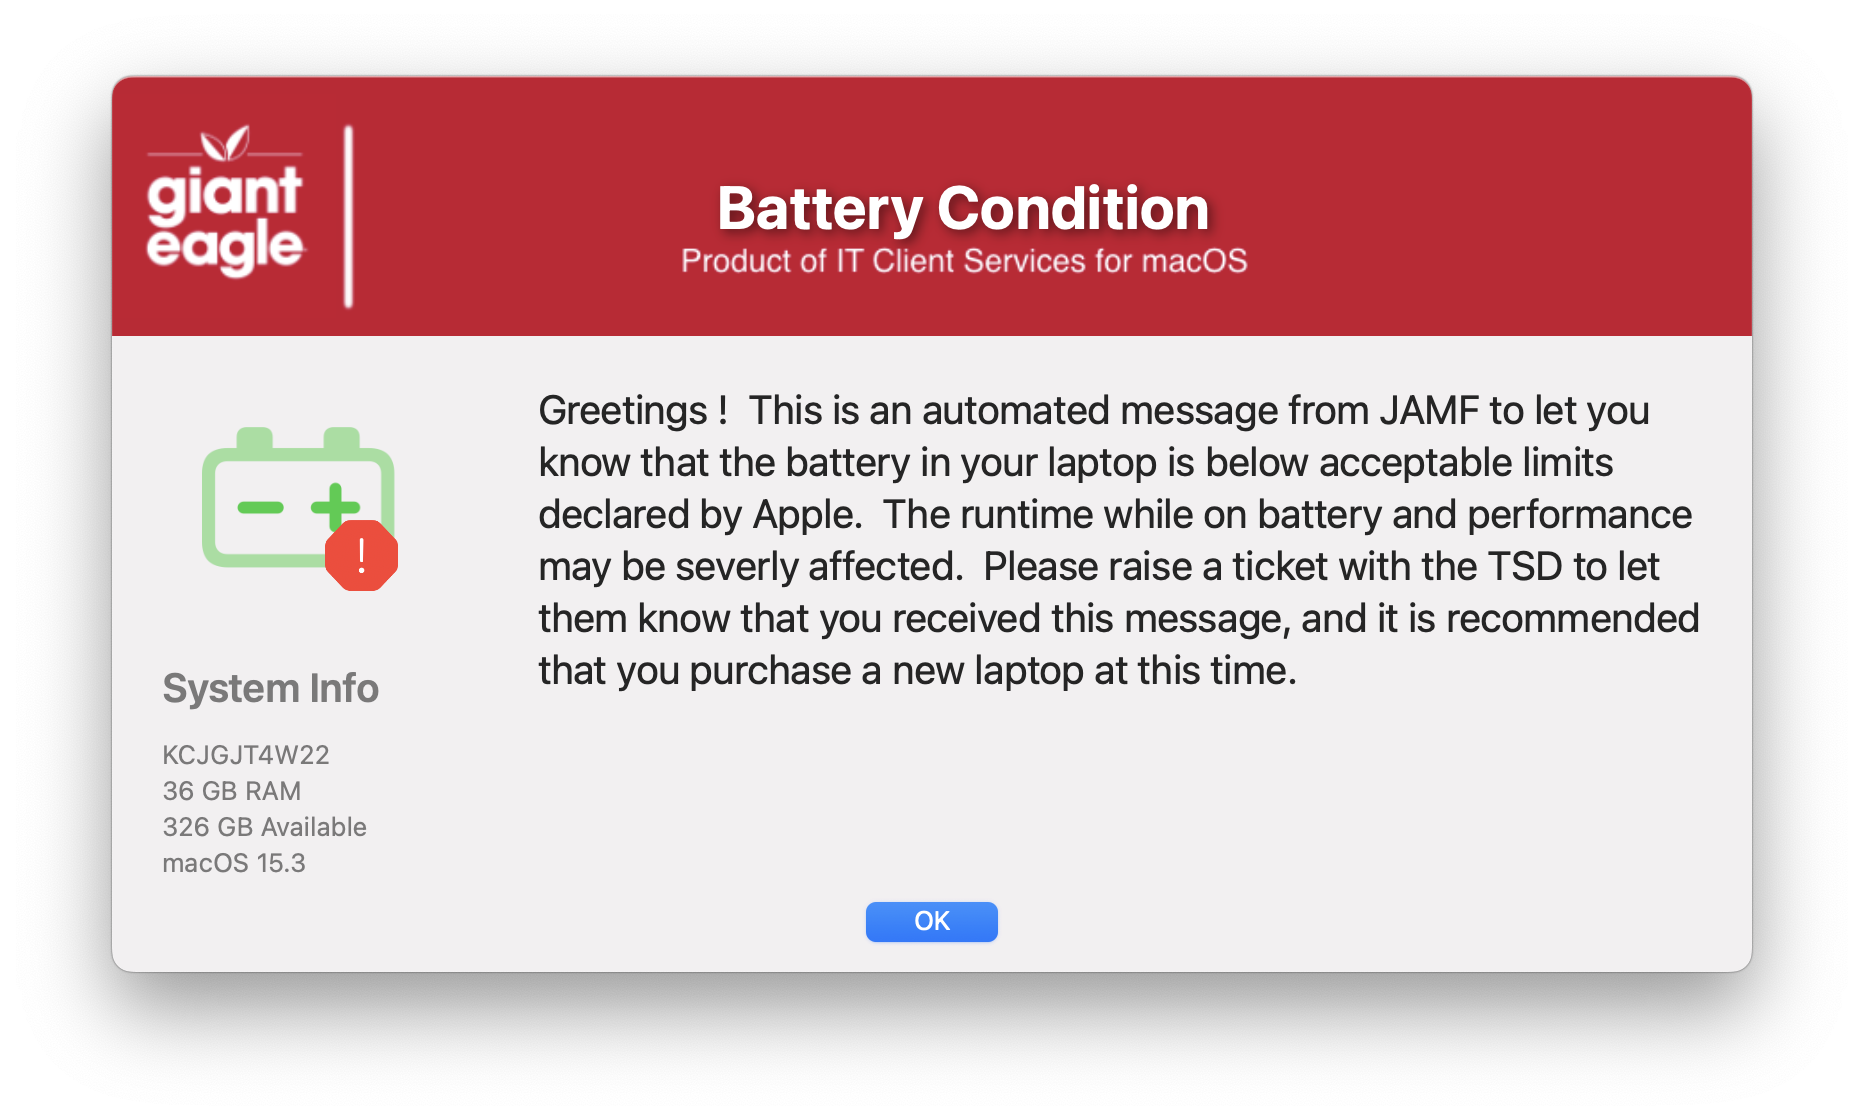 giant
eagle
Battery Condition
Product of IT Client Services for macOS
Greetings !  This is an automated message from JAMF to let you
know that the battery in your laptop is below acceptable limits
declared by Apple.  The runtime while on battery and performance
may be severly affected.  Please raise a ticket with the TSD to let
them know that you received this message, and it is recommended
that you purchase a new laptop at this time.
System Info
KCJGJT4W22
36 GB RAM
326 GB Available
macOS 15.3
OK